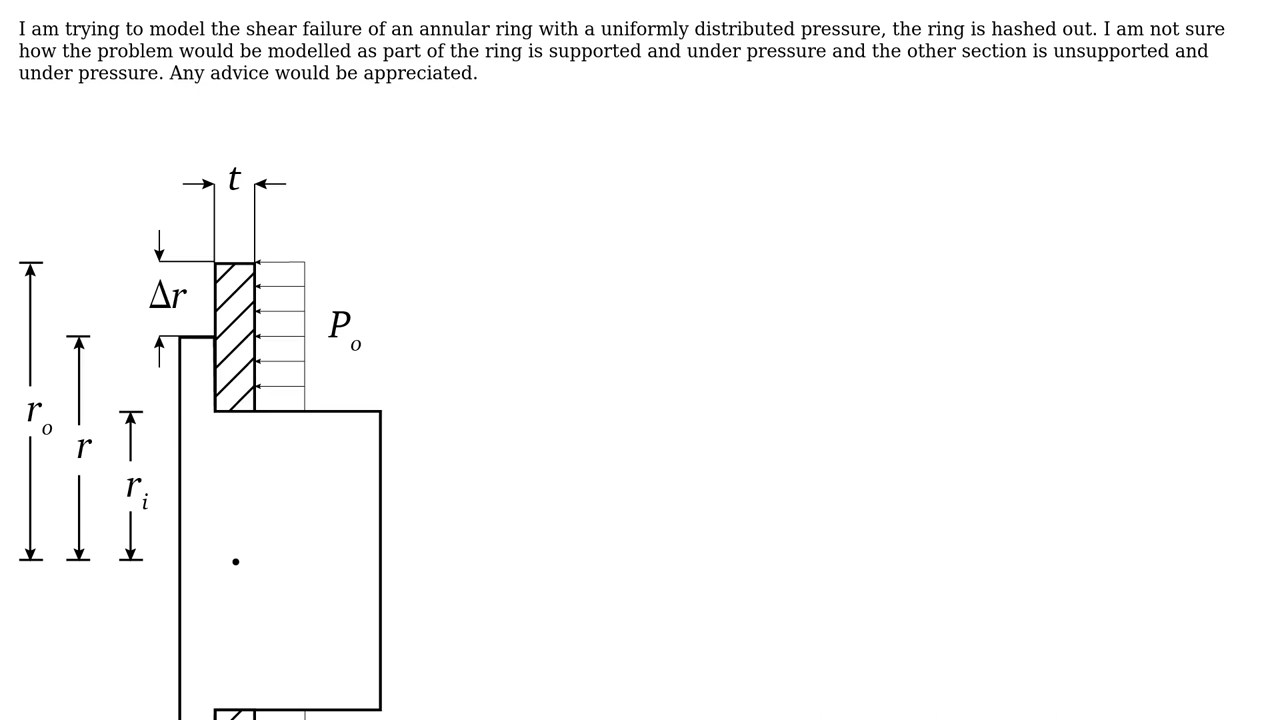 I am trying to model the shear failure of an annular ring with a uniformly distributed pressure, the ring is hashed out. I am not sure
how the problem would be modelled as part of the ring is supported and under pressure and the other section is unsupported and
under pressure. Any advice would be appreciated.
t
Δr
P o
r o
r
r i